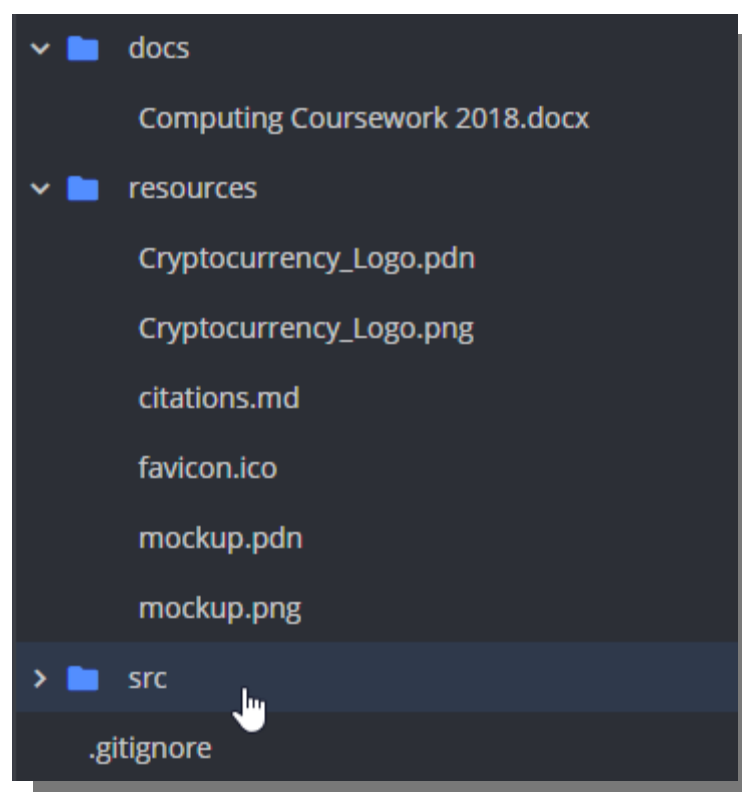 docs
Computing Coursework 2018.docx
resources
Cryptocurrency_Logo.pdn
Cryptocurrency_Logo.png
citations.md
favicon.ico
mockup.pdn
mockup.png
src
.gitignore